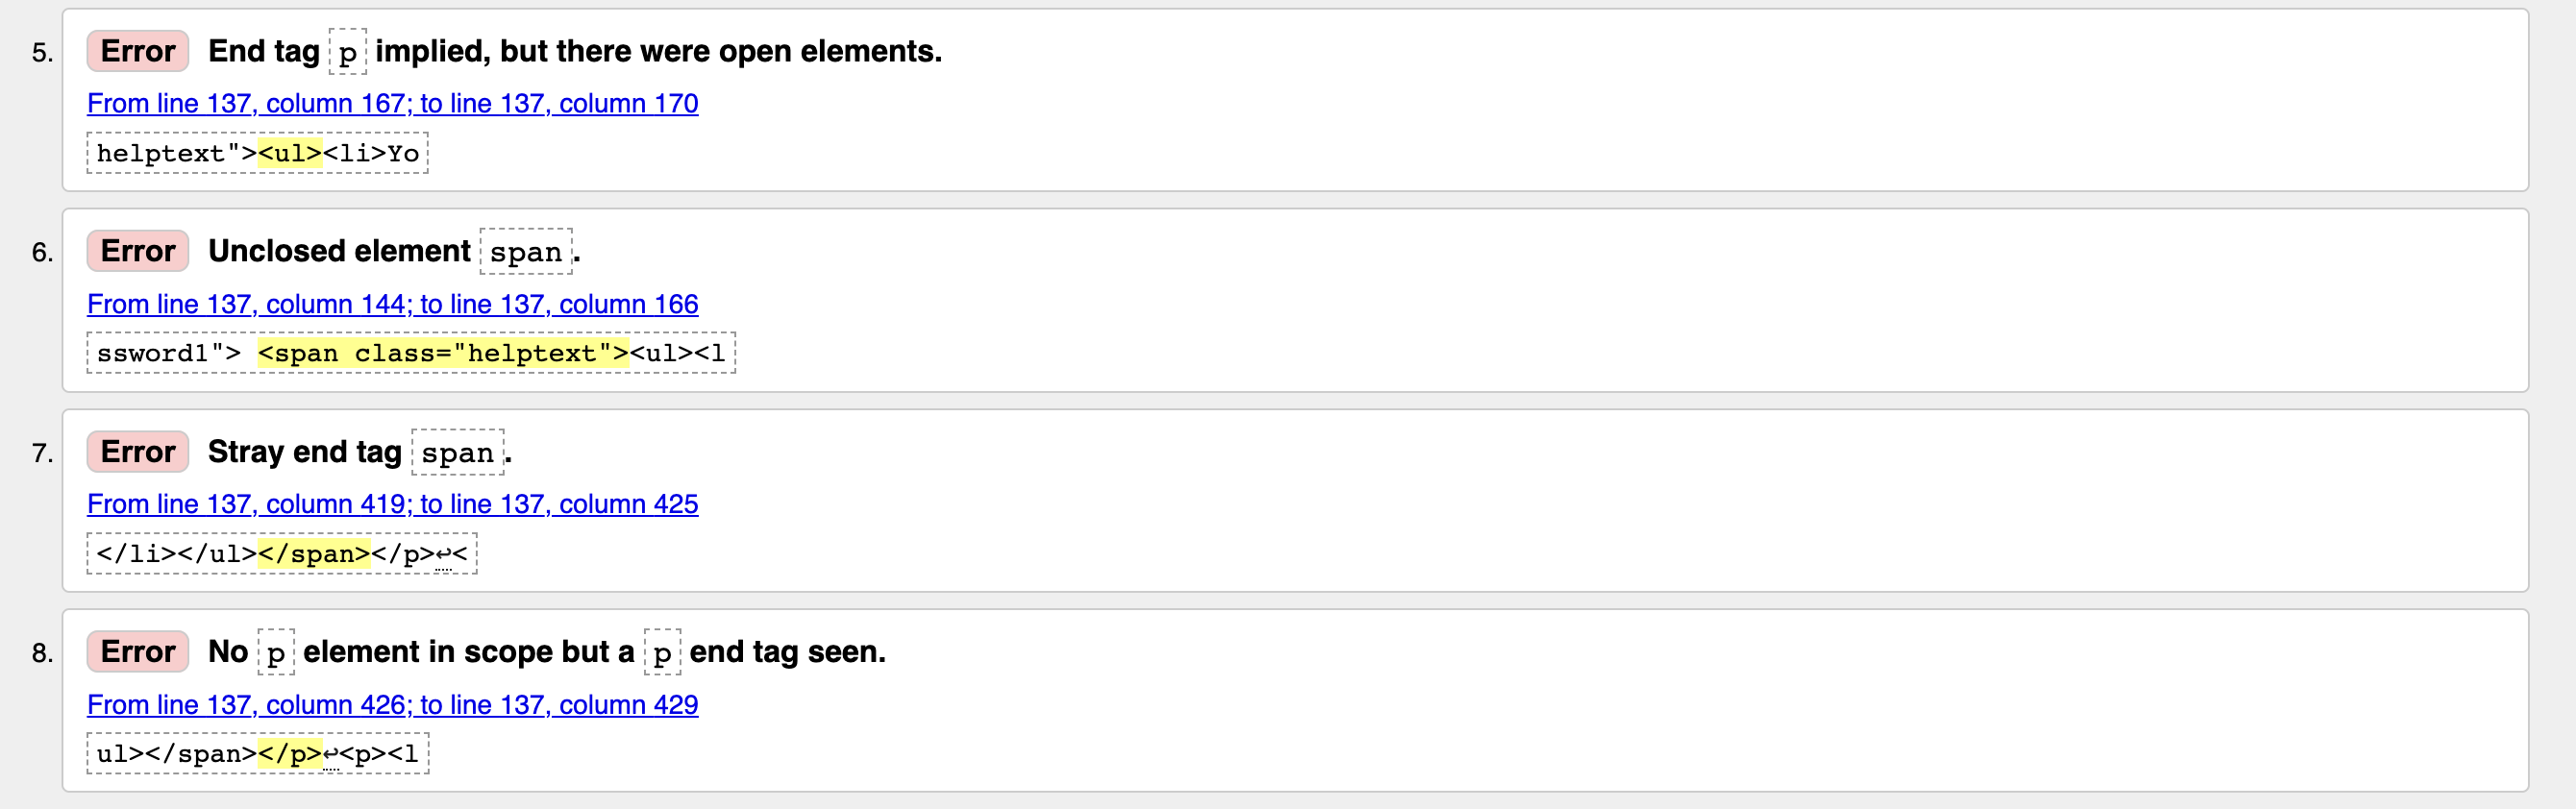 5. Error End tag p implied, but there were open elements.
From line 137, column 167; to line 137, column 170
helptext"><ul><li>Yo
6. Error Unclosed element span.
From line 137, column 144; to line 137, column 166
ssword1"> <span class="helptext"><ul><l
7. Error Stray end tag span.
From line 137, column 419; to line 137, column 425
</li></ul></span></p>↩<
8. Error No p element in scope but a p end tag seen.
From line 137, column 426; to line 137, column 429
ul></span></p>↩<p><l